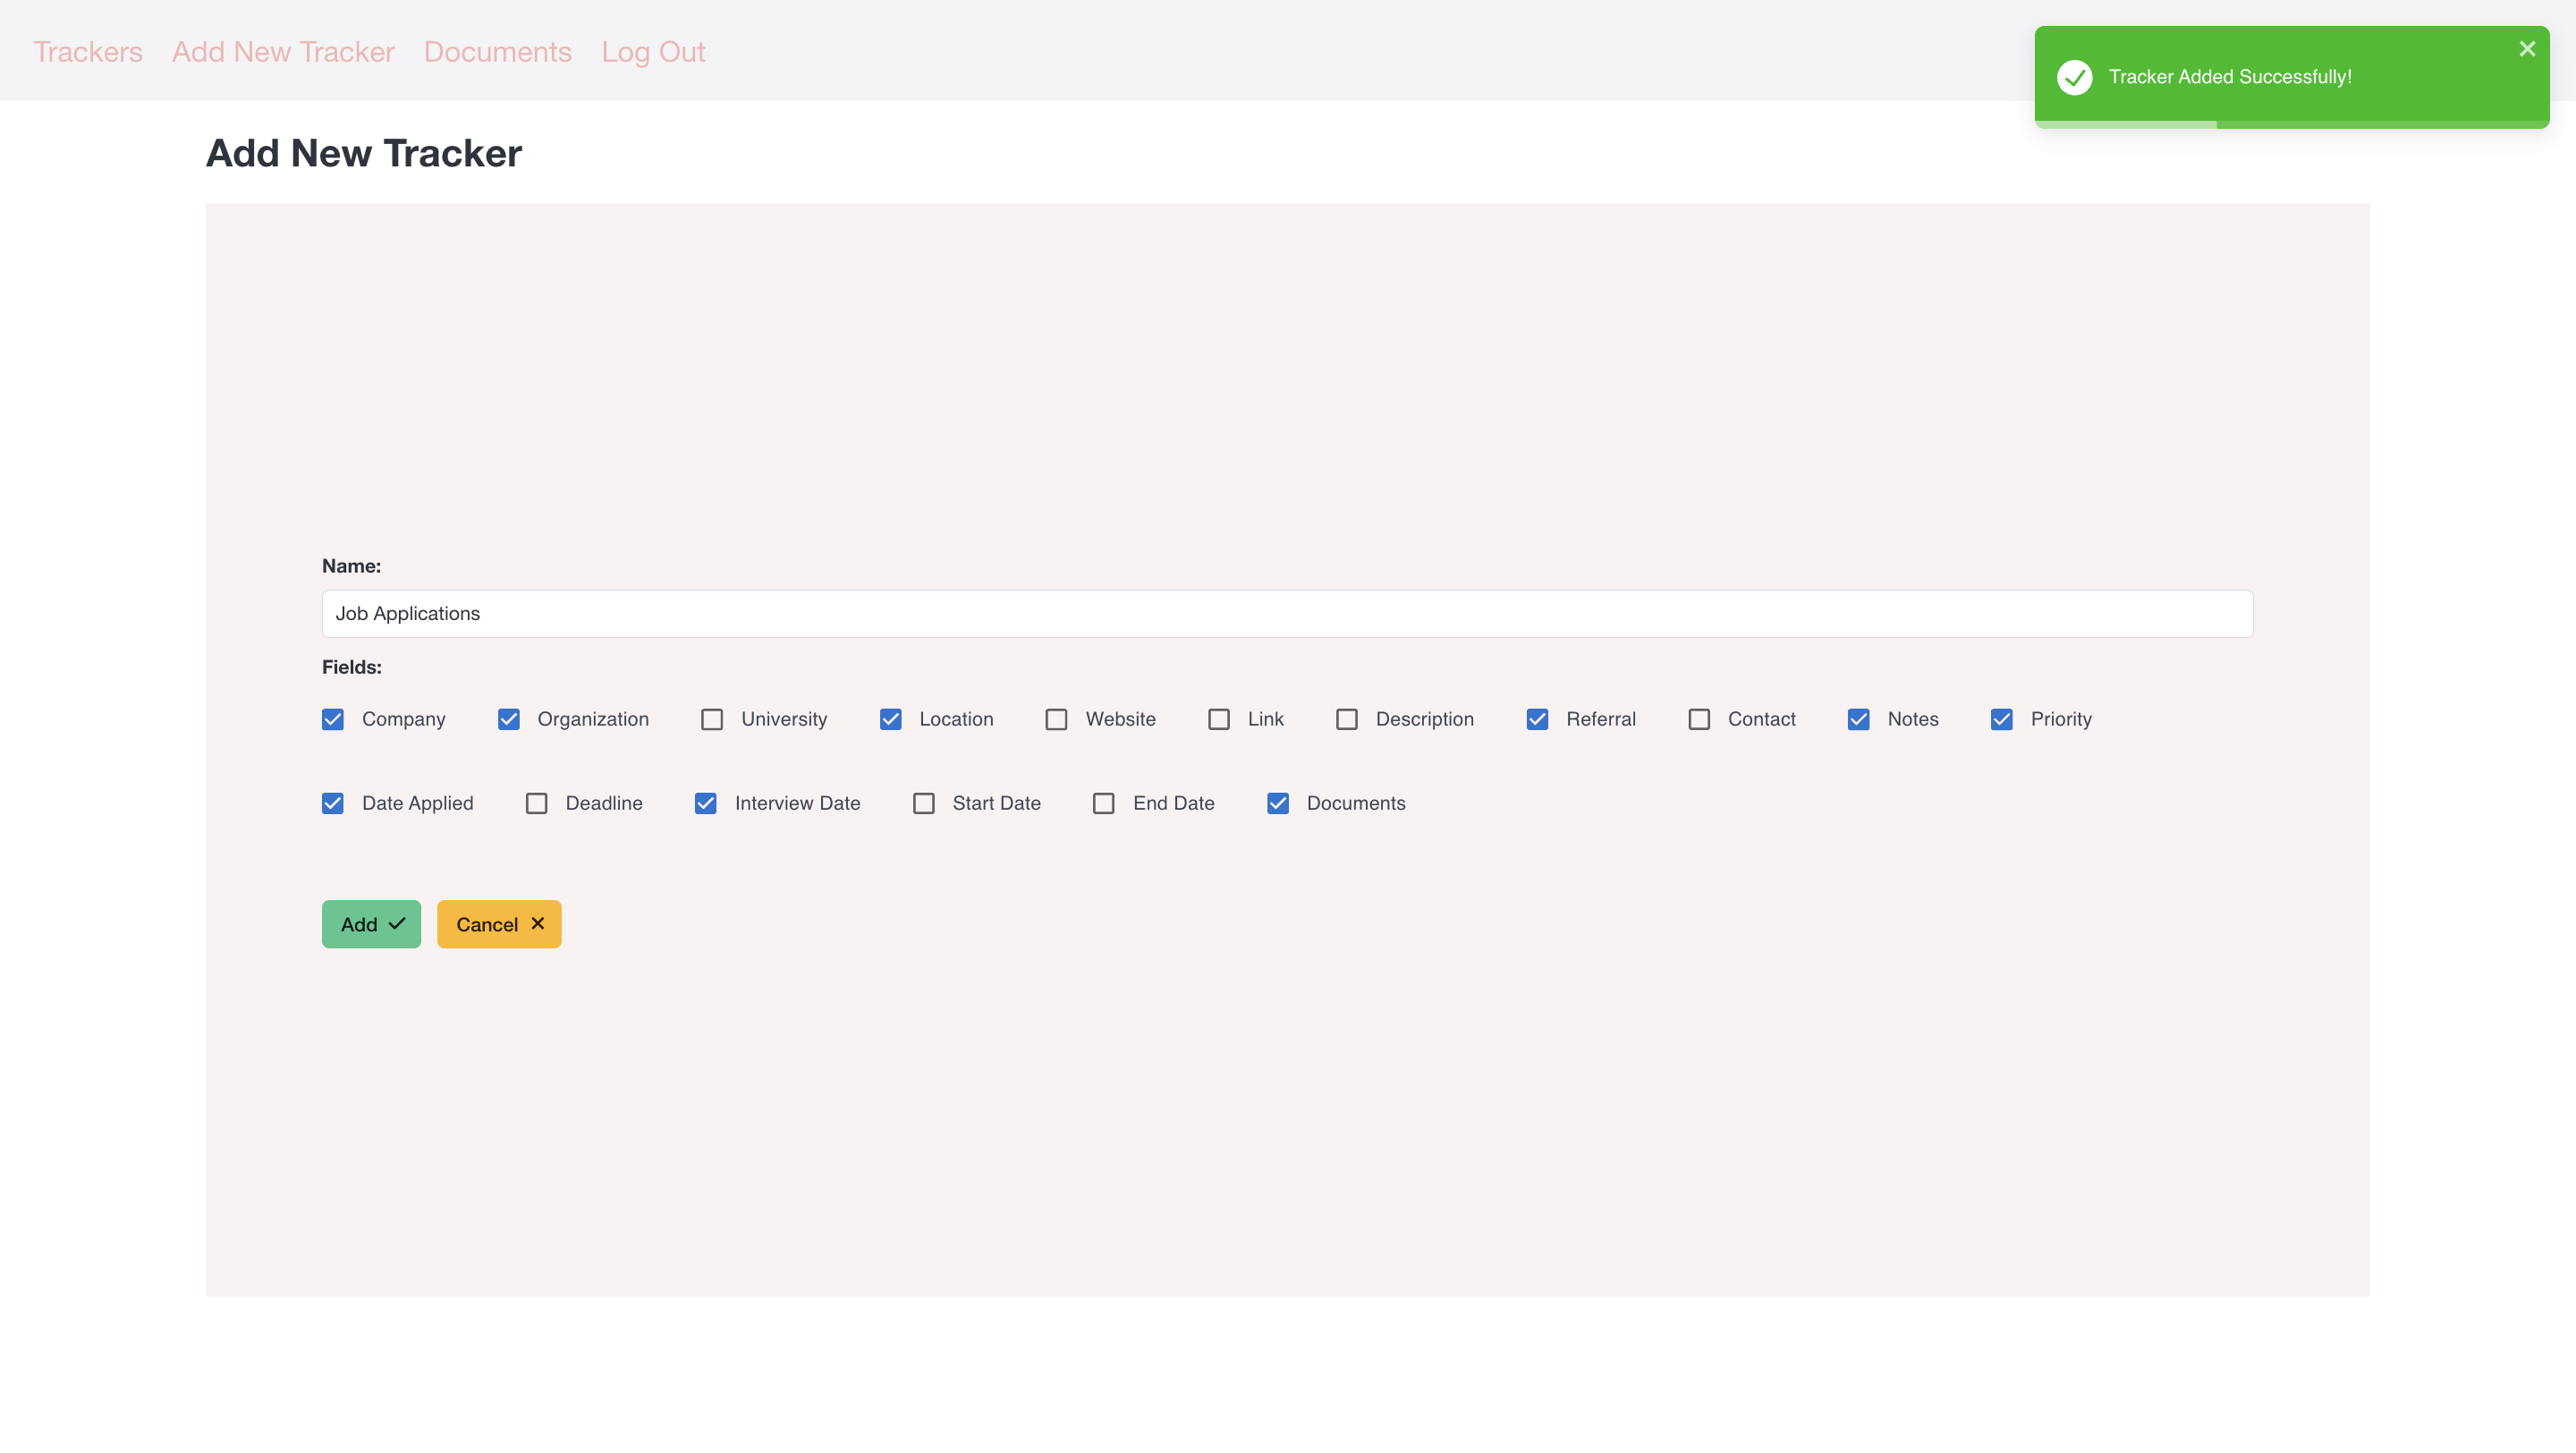 Trackers Add New Tracker Documents Log Out
Tracker Added Successfully!
Add New Tracker
Name:
Job Applications
Fields:
Company Organization University Location Website Link Description Referral Contact Notes Priority
Date Applied Deadline Interview Date Start Date End Date Documents
Add Cancel